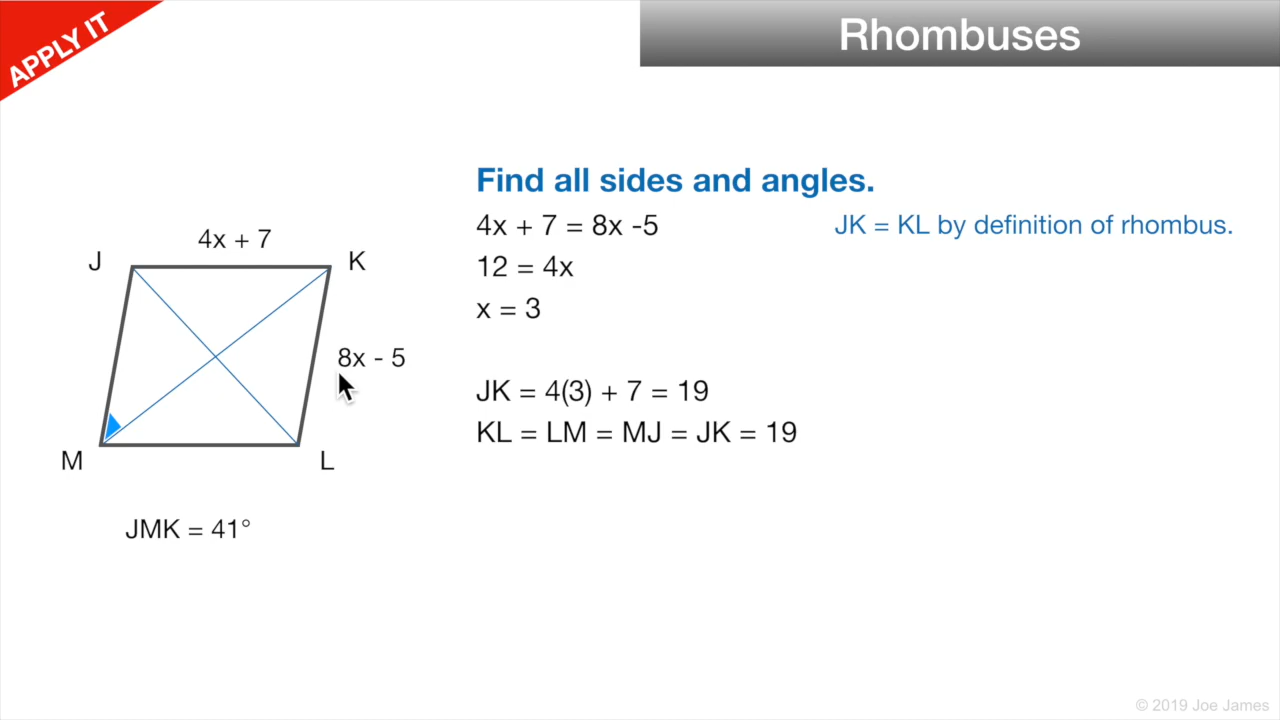 APPLY IT
Rhombuses
Find all sides and angles.
4x + 7 = 8x -5
JK = KL by definition of rhombus.
12 = 4x
x = 3
JK = 4(3) + 7 = 19
KL = LM = MJ = JK = 19
4x + 7
J
K
8x - 5
M
L
JMK = 41°
© 2019 Joe James